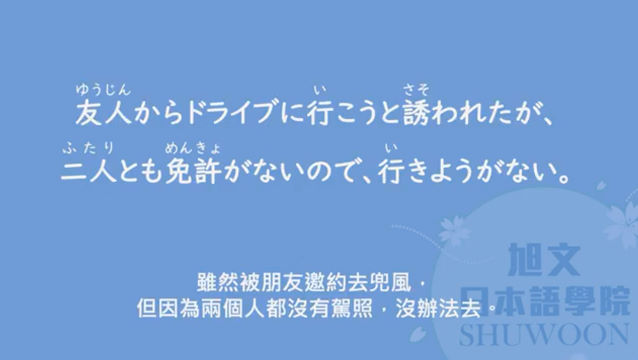 ゆうじん い さそ
友人からドライブに行こうと誘われたが、
ふたり めんきょ い
二人とも免許がないので、行きようがない。
雖然被朋友邀約去兜風，
但因為兩個人都沒有駕照，沒辦法去。
旭文
日本語學院
SHUWOON